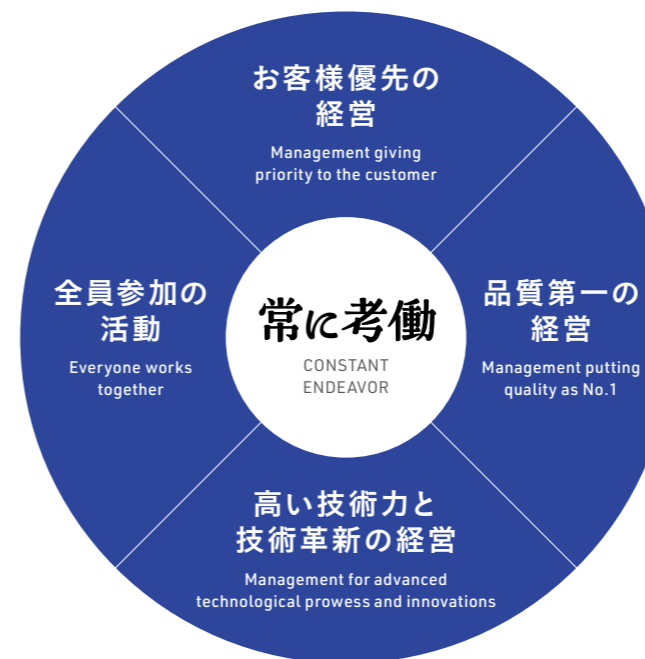 お客様優先の
経営
Management giving
priority to the customer
全員参加の
活動
Everyone works
together
常に考働
CONSTANT
ENDEAVOR
品質第一の
経営
Management putting
quality as No.1
高い技術力と
技術革新の経営
Management for advanced
technological prowess and innovations